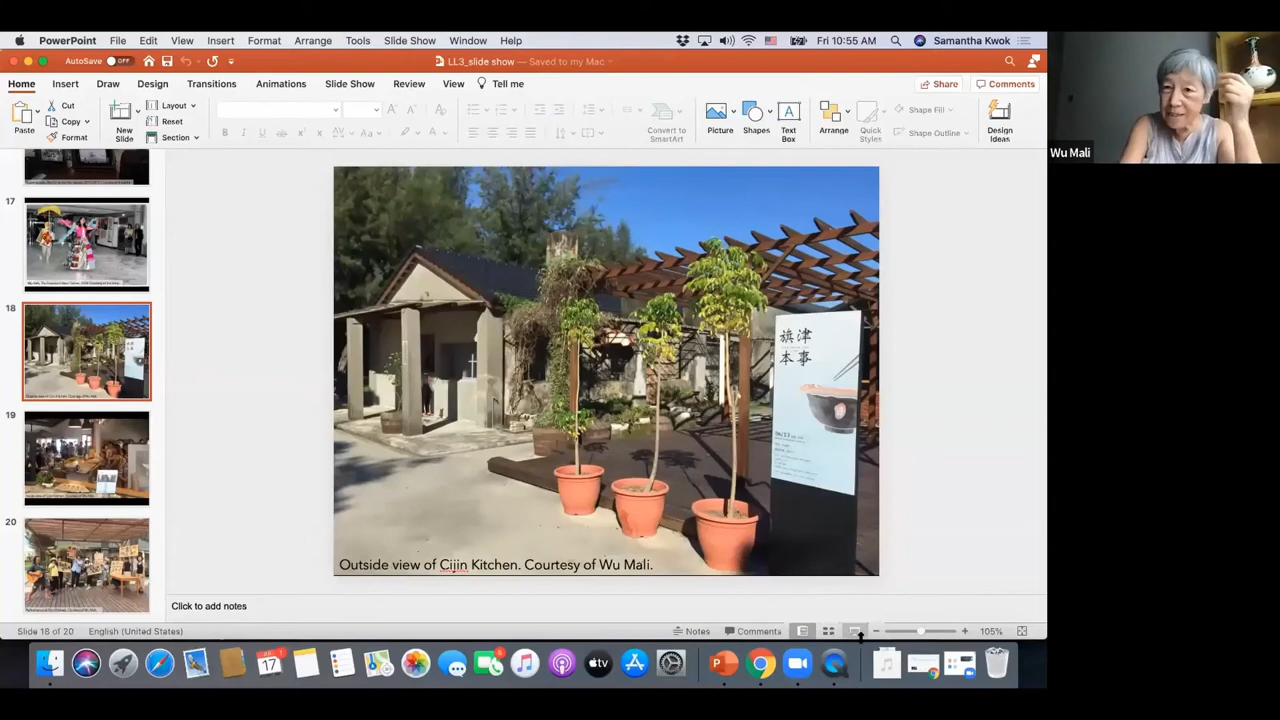 PowerPoint File Edit View Insert Format Arrange Tools Slide Show Window Help Fri 10:55 AM Samantha Kwok
AutoSave OFF LL3_slide show — Saved to my Mac
Home Insert Draw Design Transitions Animations Slide Show Review View Tell me Share Comments
Paste Cut Copy Format
New Slide Layout Reset Section
Convert to SmartArt
Picture Shapes Text Box
Arrange Quick Styles Shape Fill Shape Outline
Design Ideas
Wu Mali
17
18
19
20
旗津
本事
Outside view of Cijin Kitchen. Courtesy of Wu Mali.
Click to add notes
Slide 18 of 20 English (United States) Notes Comments 105%
17
tv